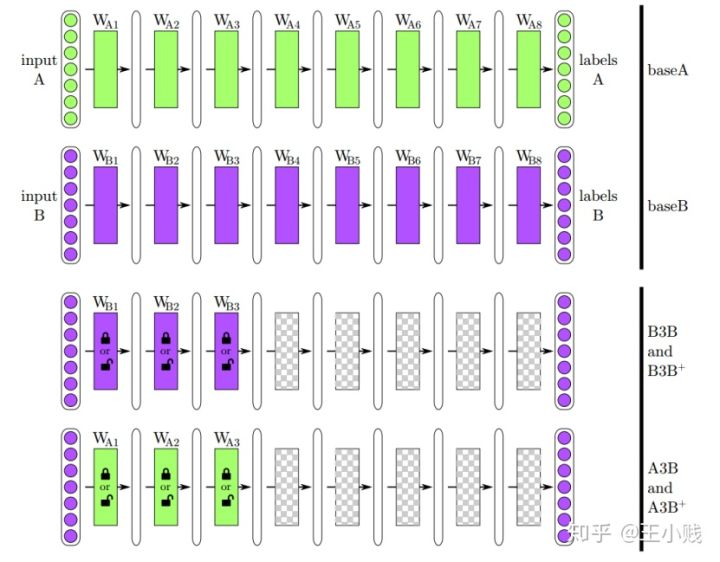 W_A1 W_A2 W_A3 W_A4 W_A5 W_A6 W_A7 W_A8
input A
labels A
baseA
W_B1 W_B2 W_B3 W_B4 W_B5 W_B6 W_B7 W_B8
input B
labels B
baseB
W_B1 W_B2 W_B3
or or or
B3B
and
B3B⁺
W_A1 W_A2 W_A3
or or or
A3B
and
A3B⁺
知乎 @王小贱